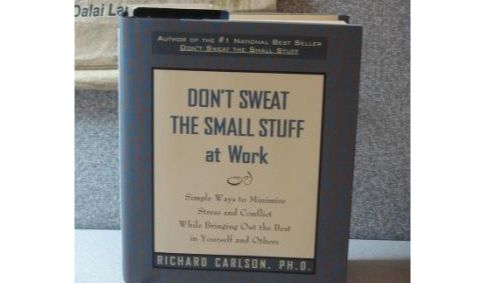 Dalai La
AUTHOR OF THE #1 NATIONAL BEST SELLER
DON'T SWEAT THE SMALL STUFF
DON'T SWEAT
THE SMALL STUFF
at Work
Simple Ways to Minimize
Stress and Conflict
While Bringing Out the Best
in Yourself and Others
RICHARD CARLSON, PH.D.